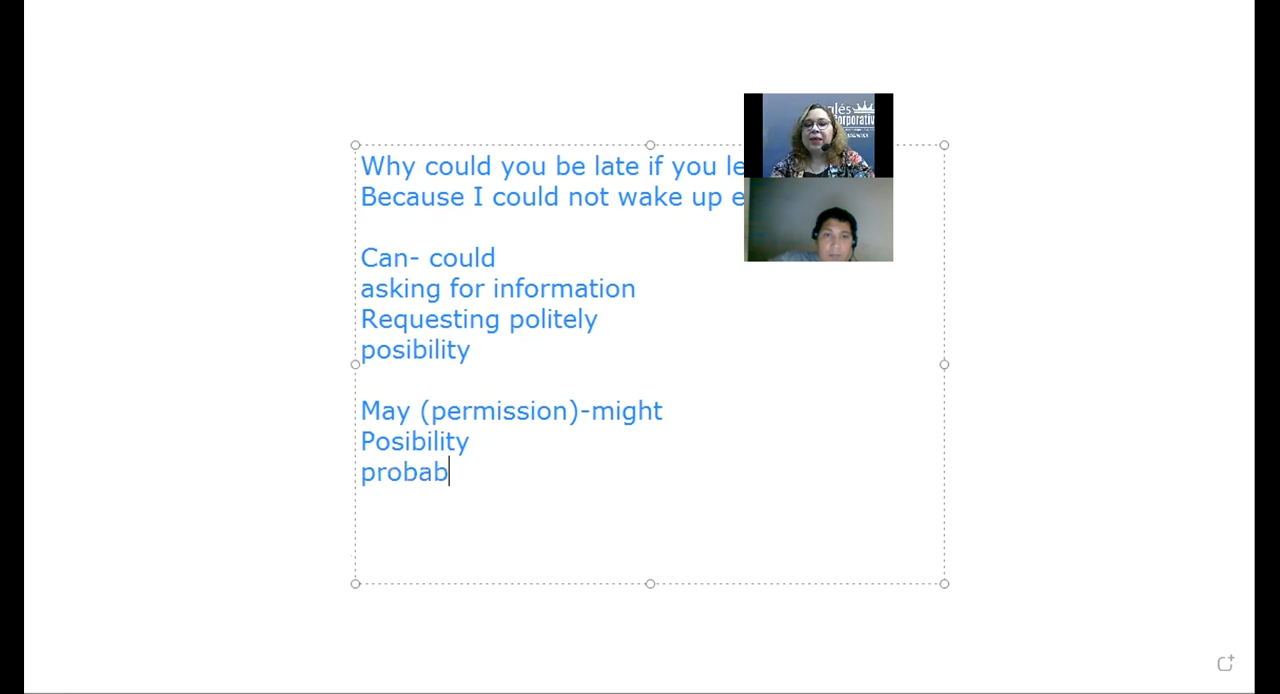 Why could you be late if you
Because I could not wake up
Can- could
asking for information
Requesting politely
posibility
May (permission)-might
Posibility
probab